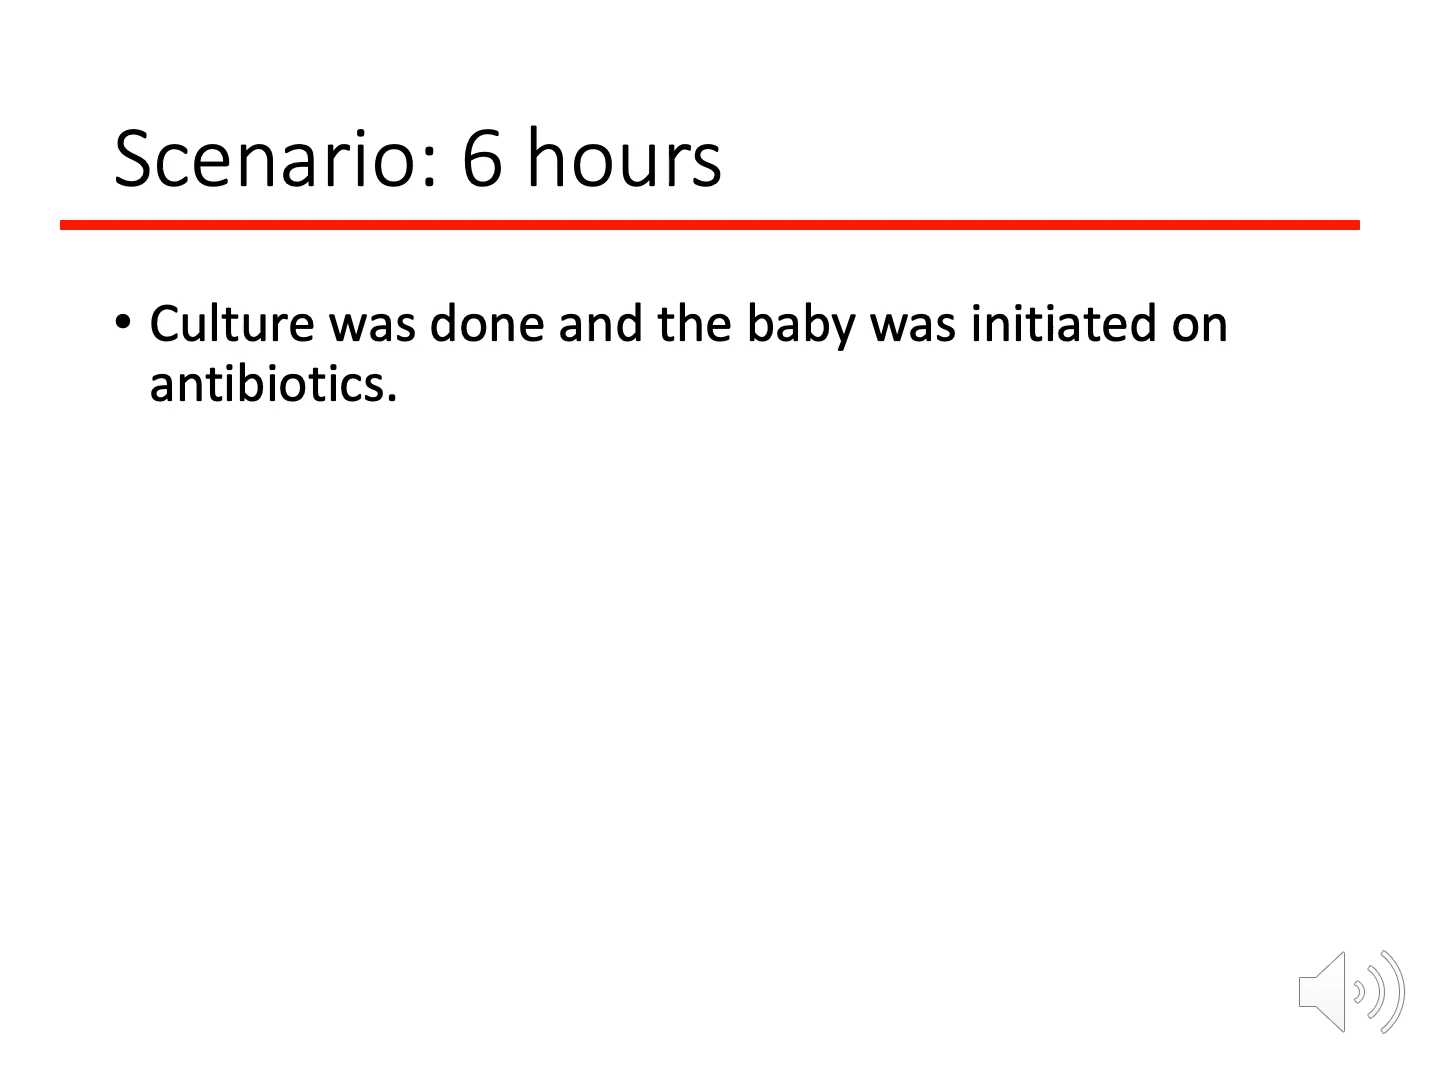 Scenario: 6 hours
• Culture was done and the baby was initiated on
antibiotics.